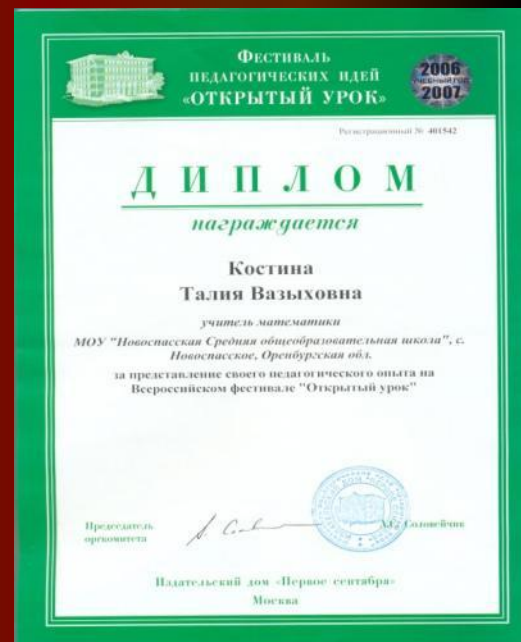 Фестиваль
педагогических идей
«ОТКРЫТЫЙ УРОК»
2006
УЧЕБНЫЙ ГОД
2007
Регистрационный № 401542
ДИПЛОМ
награждается
Костина
Талия Вазыховна
учитель математики
МОУ "Новоспасская Средняя общеобразовательная школа", с.
Новоспасское, Оренбургская обл.
за представление своего педагогического опыта на
Всероссийском фестивале "Открытый урок"
Председатель
оргкомитета
А.С. Соловейчик
Издательский дом «Первое сентября»
Москва